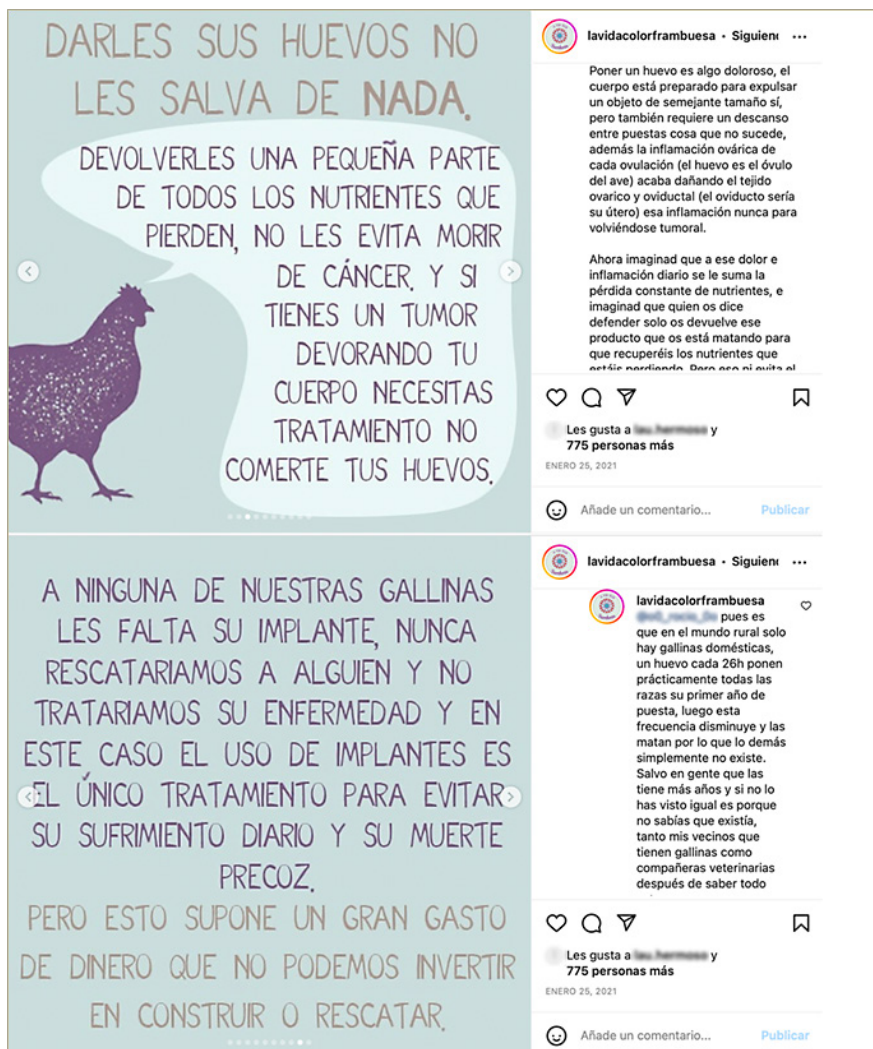 DARLES SUS HUEVOS NO
LES SALVA DE NADA.
DEVOLVERLES UNA PEQUEÑA PARTE
DE TODOS LOS NUTRIENTES QUE
PIERDEN, NO LES EVITA MORIR
DE CÁNCER. Y SI
TIENES UN TUMOR
DEVORANDO TU
CUERPO NECESITAS
TRATAMIENTO NO
COMERTE TUS HUEVOS.
lavidacolorframbuesa • Siguien
Poner un huevo es algo doloroso, el
cuerpo está preparado para expulsar
un objeto de semejante tamaño sí,
pero también requiere un descanso
entre puestas cosa que no sucede,
además la inflamación ovárica de
cada ovulación (el huevo es el óvulo
del ave) acaba dañando el tejido
ovarico y oviductal (el oviducto sería
su útero) esa inflamación nunca para
volviéndose tumoral.
Ahora imaginad que a ese dolor e
inflamación diario se le suma la
pérdida constante de nutrientes, e
imaginad que quien os dice
defender solo os devuelve ese
producto que os está matando para
que recuperéis los nutrientes que
estáis perdiendo. Pero eso ni evita el
Les gusta a y
775 personas más
ENERO 25, 2021
Añade un comentario...
Publicar
A NINGUNA DE NUESTRAS GALLINAS
LES FALTA SU IMPLANTE, NUNCA
RESCATARIAMOS A ALGUIEN Y NO
TRATARIAMOS SU ENFERMEDAD Y EN
ESTE CASO EL USO DE IMPLANTES ES
EL ÚNICO TRATAMIENTO PARA EVITAR
SU SUFRIMIENTO DIARIO Y SU MUERTE
PRECOZ.
PERO ESTO SUPONE UN GRAN GASTO
DE DINERO QUE NO PODEMOS INVERTIR
EN CONSTRUIR O RESCATAR.
lavidacolorframbuesa • Siguien
lavidacolorframbuesa
pues es
que en el mundo rural solo
hay gallinas domésticas,
un huevo cada 26h ponen
prácticamente todas las
razas su primer año de
puesta, luego esta
frecuencia disminuye y las
matan por lo que lo demás
simplemente no existe.
Salvo en gente que las
tiene más años y si no lo
has visto igual es porque
no sabías que existía,
tanto mis vecinos que
tienen gallinas como
compañeras veterinarias
después de saber todo
Les gusta a y
775 personas más
ENERO 25, 2021
Añade un comentario...
Publicar